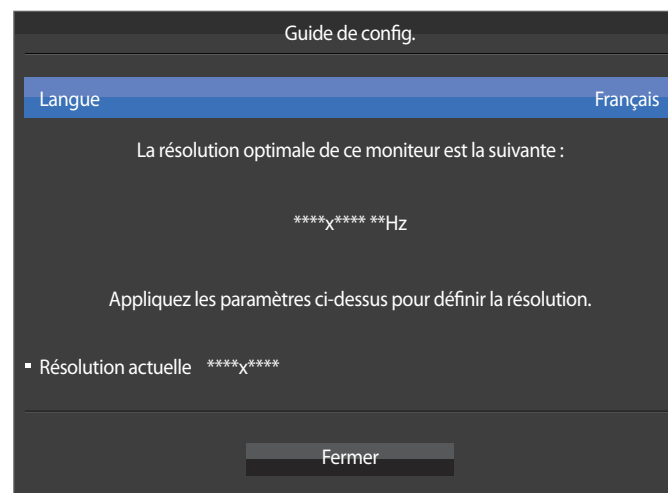 Guide de config.
Langue Français
La résolution optimale de ce moniteur est la suivante :
****x**** **Hz
Appliquez les paramètres ci-dessus pour définir la résolution.
Résolution actuelle ****x****
Fermer